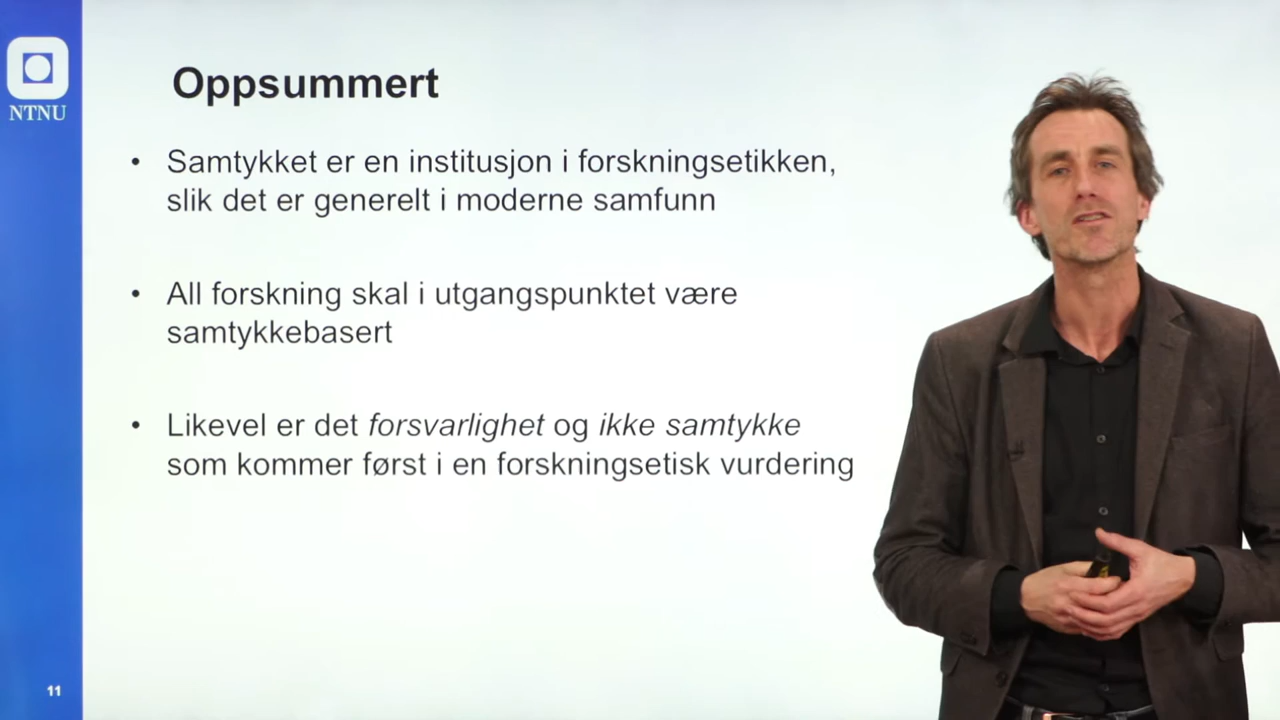 NTNU
Oppsummert
• Samtykket er en institusjon i forskningsetikken,
slik det er generelt i moderne samfunn
• All forskning skal i utgangspunktet være
samtykkebasert
• Likevel er det forsvarlighet og ikke samtykke
som kommer først i en forskningsetisk vurdering
11